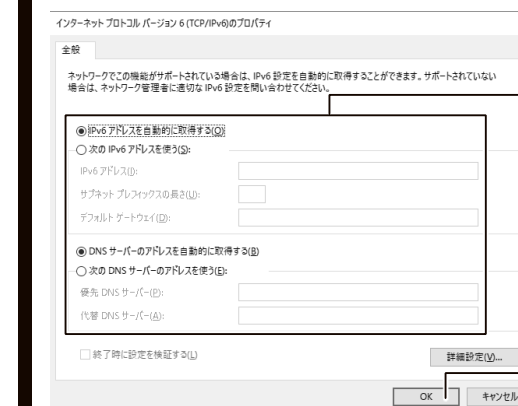 インターネット プロトコル バージョン 6 (TCP/IPv6)のプロパティ
全般
ネットワークでこの機能がサポートされている場合は、IPv6 設定を自動的に取得することができます。サポートされていない
場合は、ネットワーク管理者に適切な IPv6 設定を問い合わせてください。
IPv6 アドレスを自動的に取得する(O)
次の IPv6 アドレスを使う(S):
IPv6 アドレス(I):
サブネット プレフィックスの長さ(U):
デフォルト ゲートウェイ(D):
DNS サーバーのアドレスを自動的に取得する(B)
次の DNS サーバーのアドレスを使う(E):
優先 DNS サーバー(P):
代替 DNS サーバー(A):
終了時に設定を検証する(L)
詳細設定(V)...
OK キャンセル